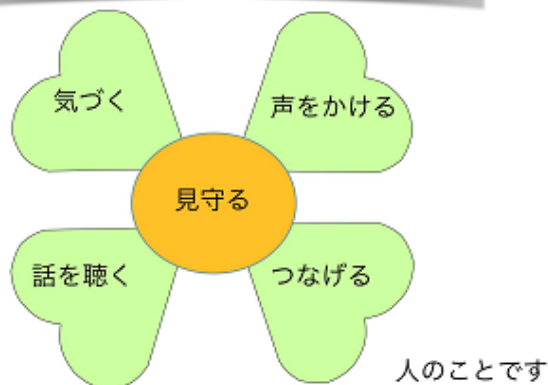 気づく
声をかける
見守る
話を聴く
つなげる
人のことです